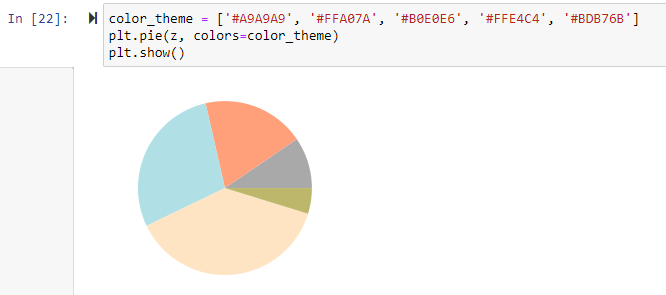 In [22]:
color_theme = ['#A9A9A9', '#FFA07A', '#B0E0E6', '#FFE4C4', '#BDB76B']
plt.pie(z, colors=color_theme)
plt.show()